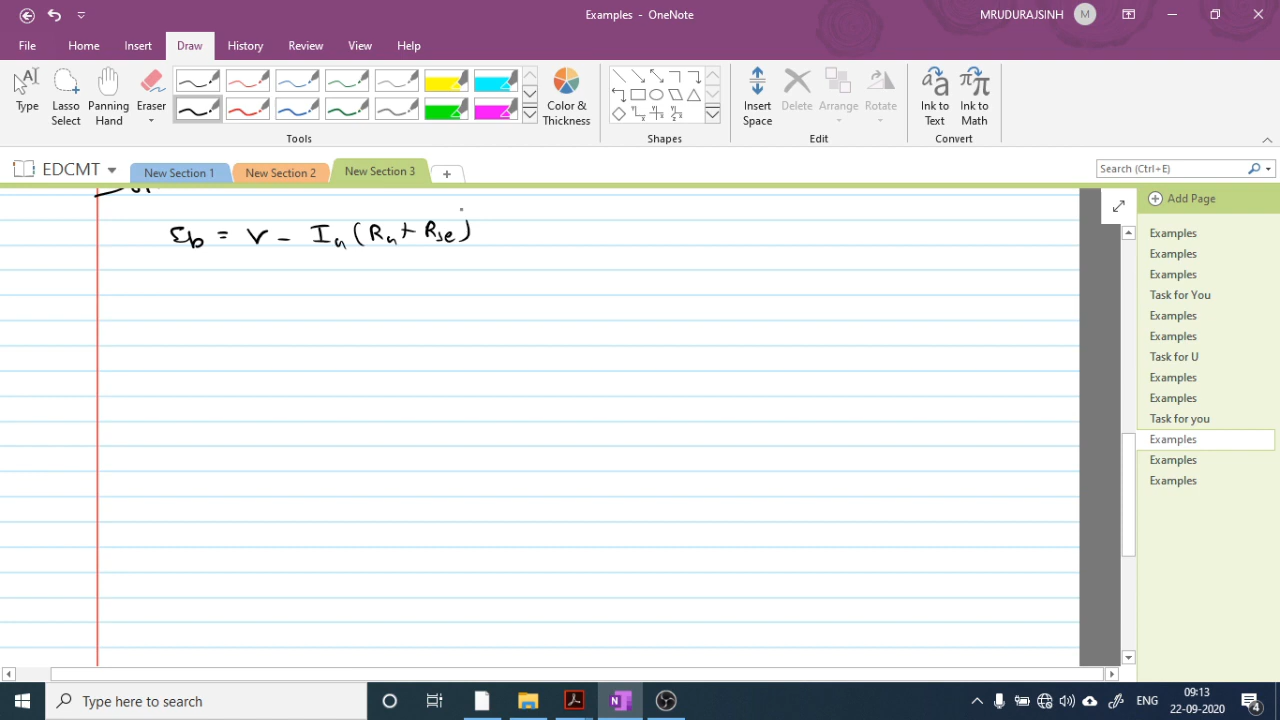 Examples - OneNote
MRUDURAJSINH M
File Home Insert Draw History Review View Help
Type Lasso Select Panning Hand Eraser Color & Thickness Insert Space Delete Arrange Rotate Ink to Text Ink to Math
Tools Shapes Edit Convert
EDCMT New Section 1 New Section 2 New Section 3 + Search (Ctrl+E)
Add Page
Eb = V - Ia (Ra + Rse)
Examples
Examples
Examples
Task for You
Examples
Examples
Task for U
Examples
Examples
Task for you
Examples
Examples
Examples
Type here to search
ENG 09:13 22-09-2020 4